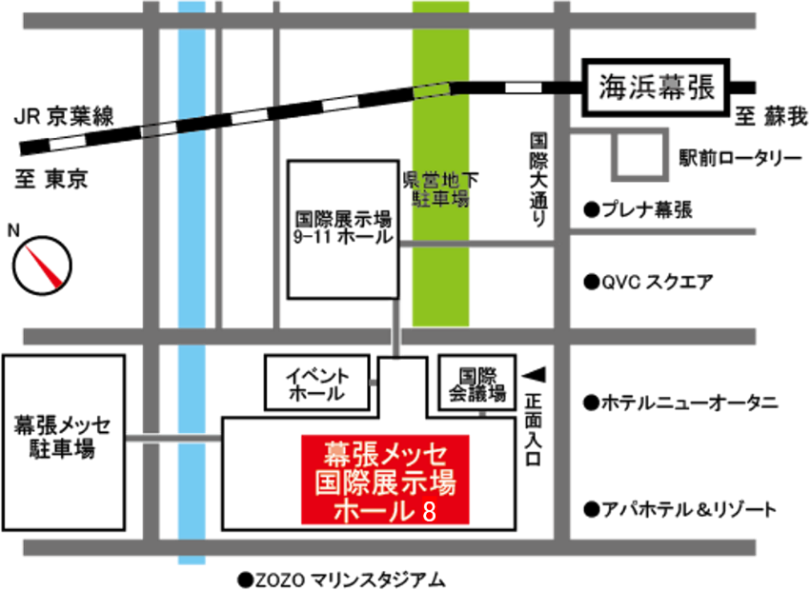 海浜幕張
JR 京葉線
至 蘇我
至 東京
駅前ロータリー
国際大通り
県営地下
駐車場
国際展示場
9-11 ホール
●プレナ幕張
N
●QVC スクエア
イベント
ホール
国際
会議場
正面入口
●ホテルニューオータニ
幕張メッセ
駐車場
幕張メッセ
国際展示場
ホール 8
●アパホテル＆リゾート
●ZOZO マリンスタジアム